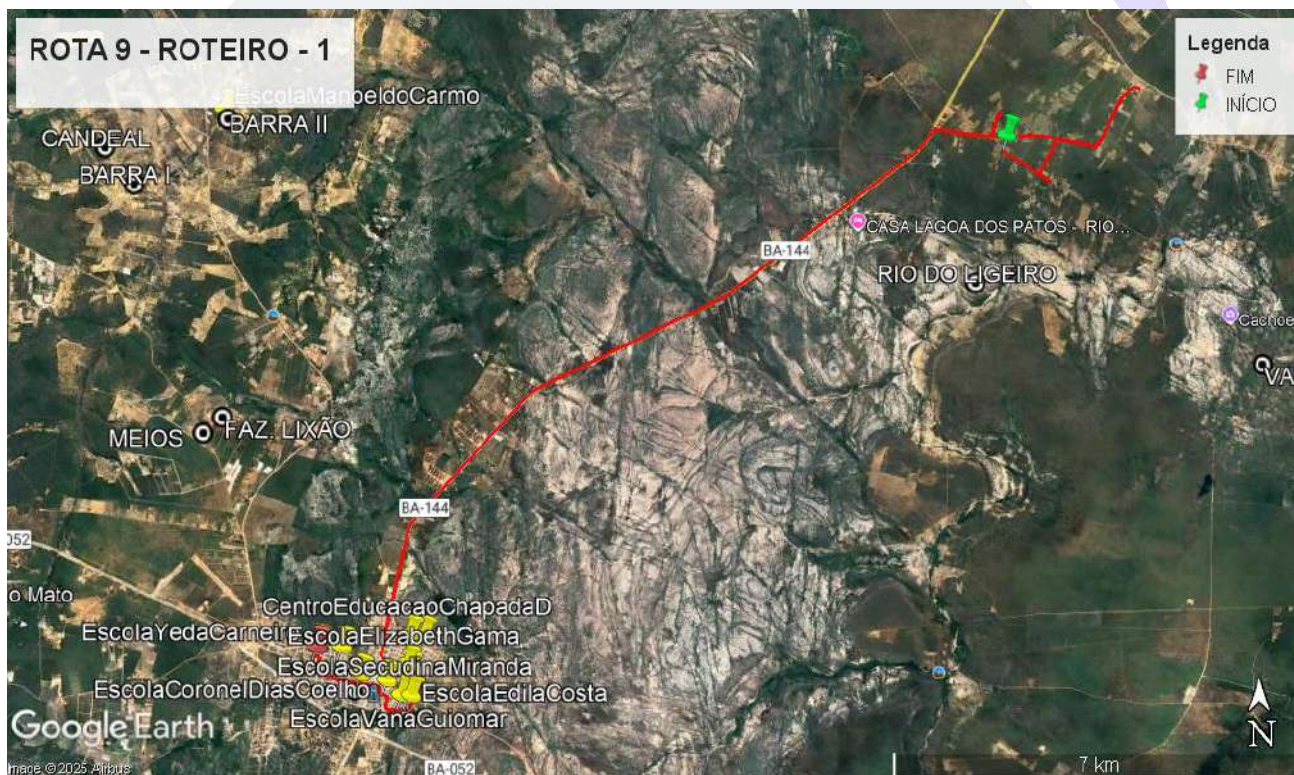 ROTA 9 - ROTEIRO - 1
Legenda
FIM
INÍCIO
EscolaManoeldoCarmo
BARRA II
CANDEAL
BARRA I
CASA LAGOA DOS PATOS - RIO...
BA-144
RIO DO LIGEIRO
Cachoe
VA
FAZ. LIXÃO
MEIOS
BA-144
052
o Mato
CentroEducacaoChapadaD
EscolaYedaCarneir
EscolaElizabethGama
EscolaSecudinaMiranda
EscolaCoronelDiasCoelho
EscolaEdilaCosta
EscolaVanaGuiomar
Google Earth
N
Image © 2025 Airbus
BA-052
7 km